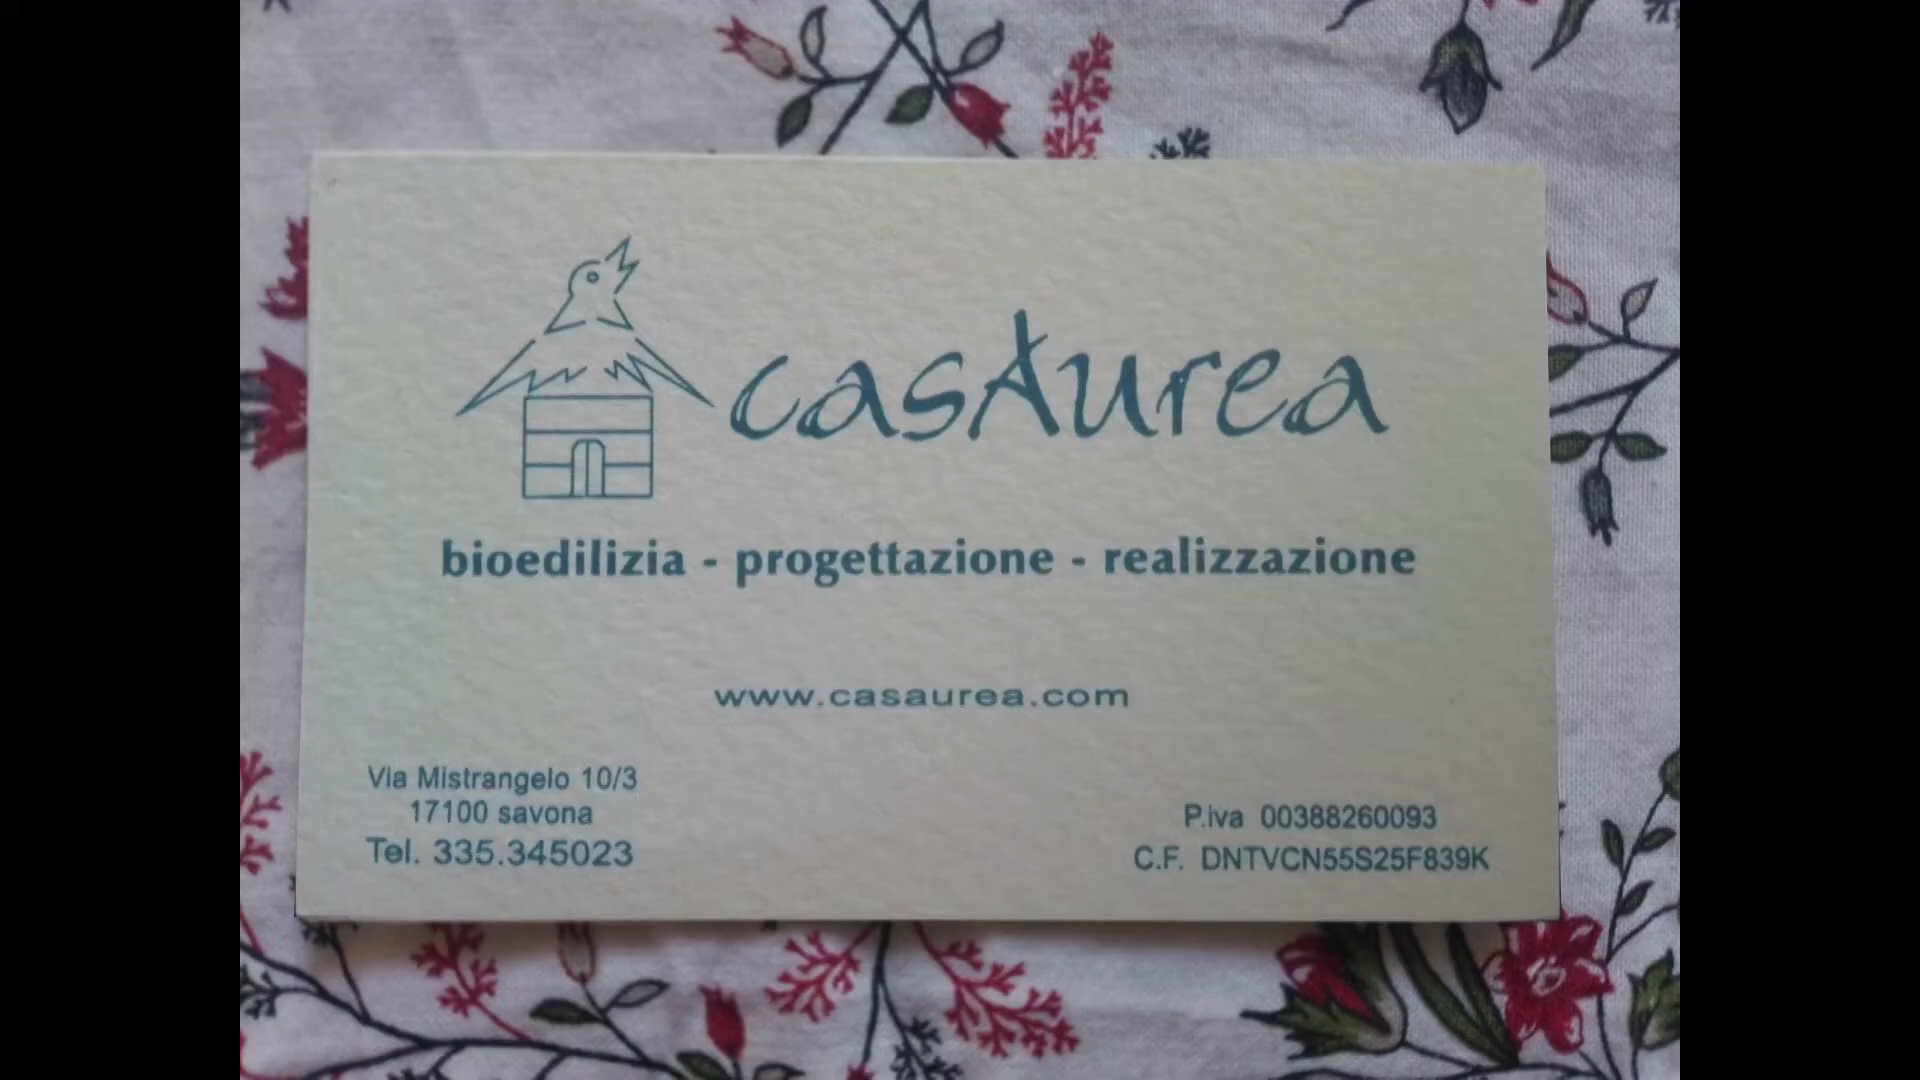 casAurea
bioedilizia - progettazione - realizzazione
www.casaurea.com
Via Mistrangelo 10/3
17100 savona
Tel. 335.345023
P.iva 00388260093
C.F. DNTVCN55S25F839K